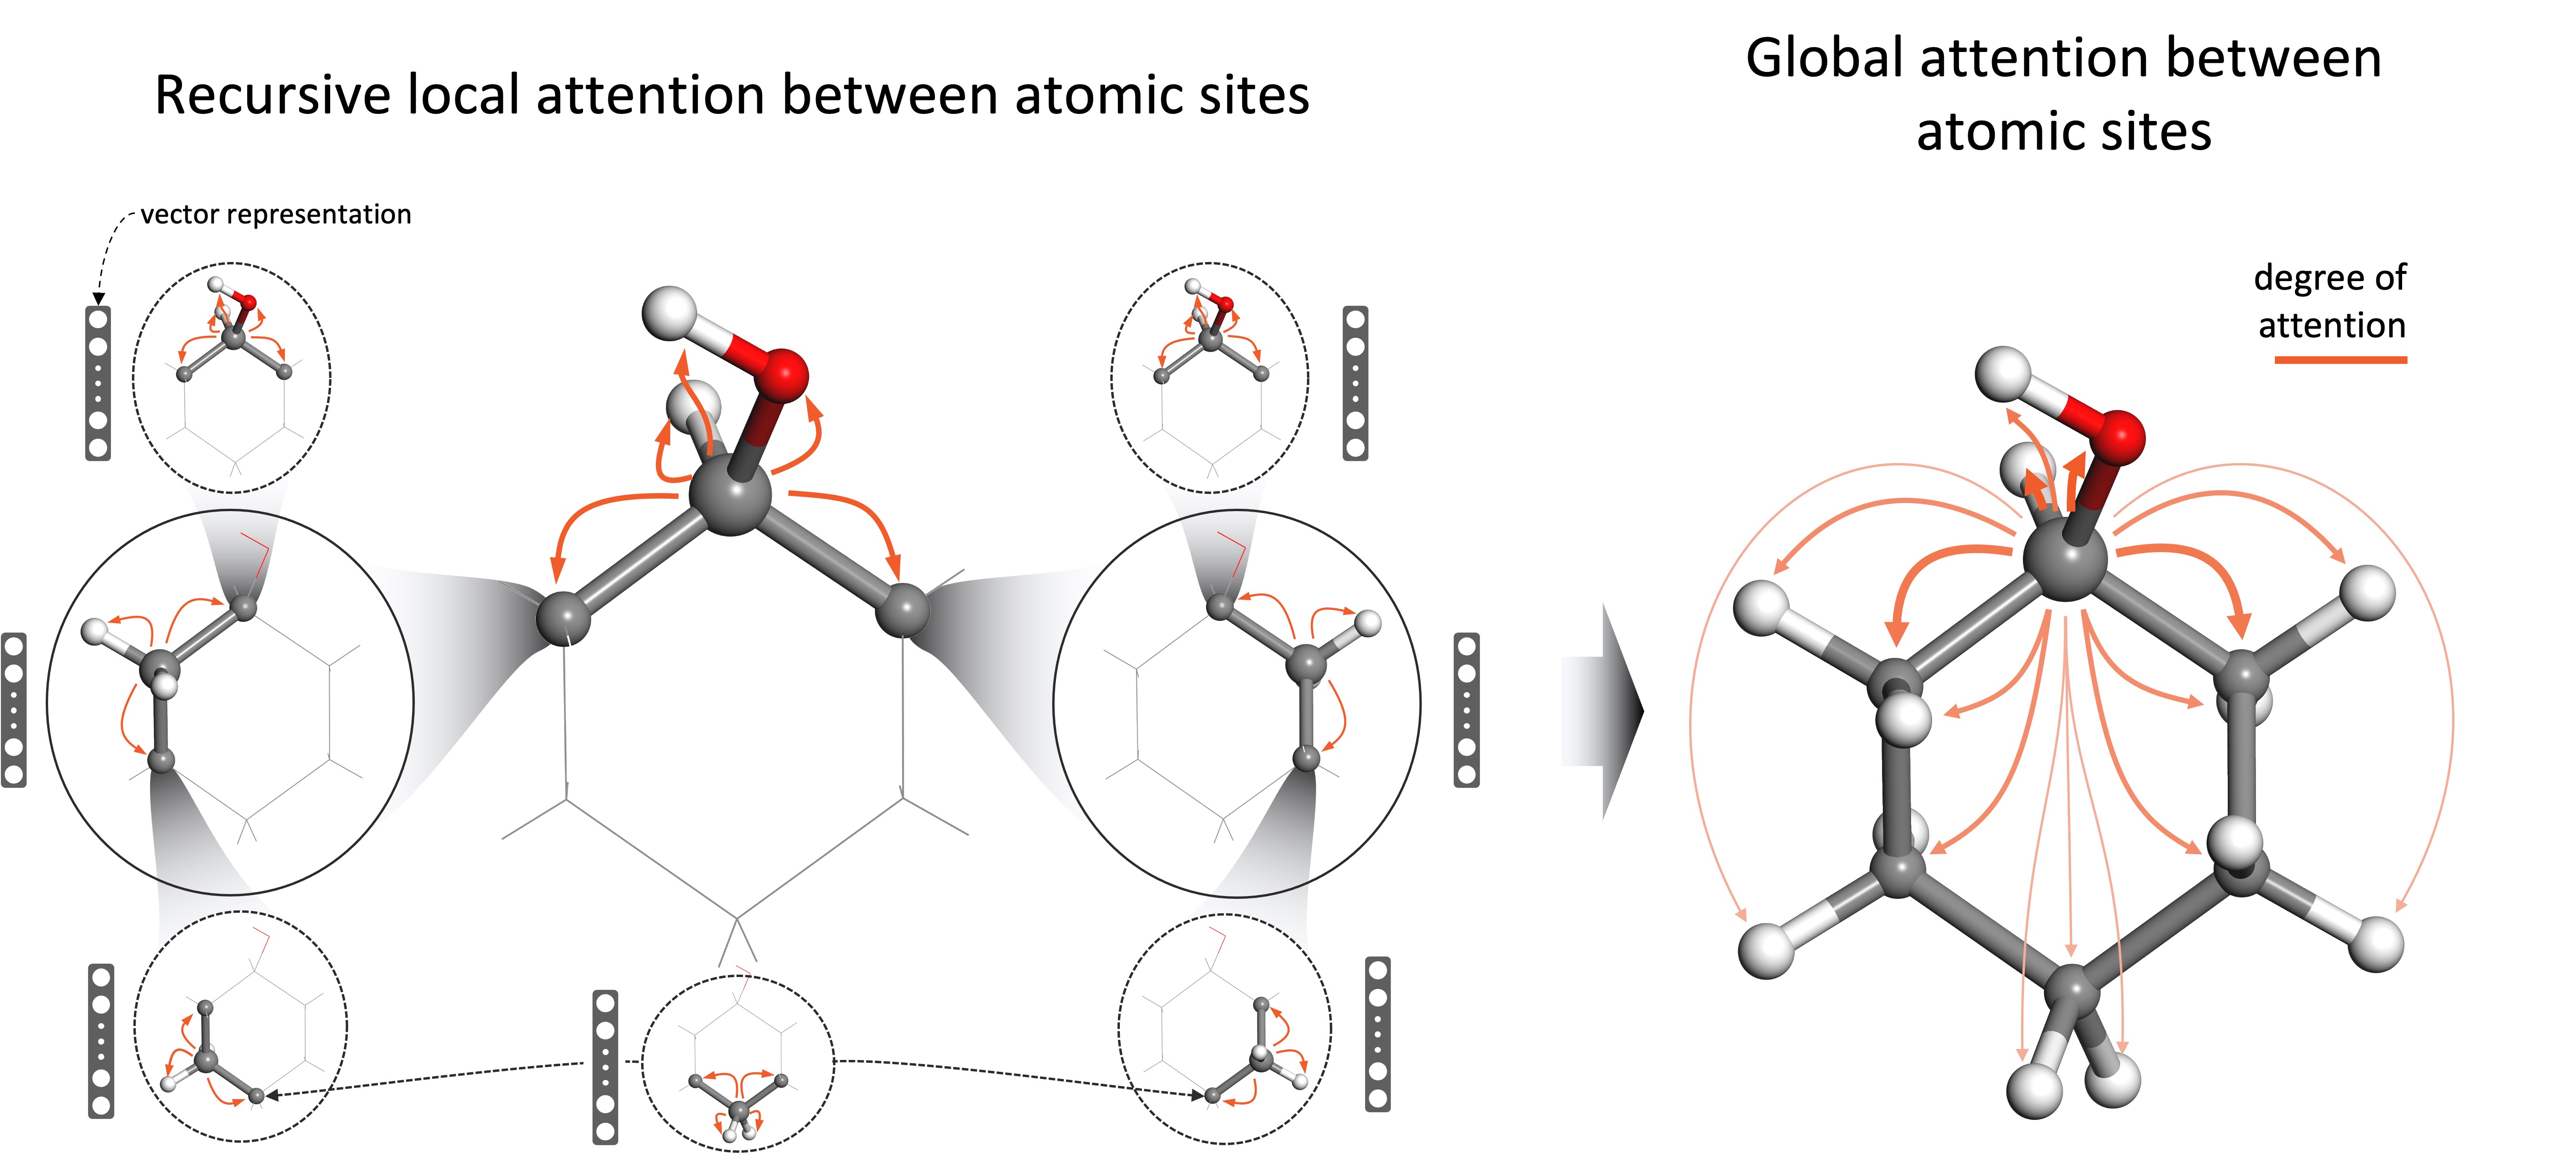 Recursive local attention between atomic sites
Global attention between
atomic sites
vector representation
degree of
attention